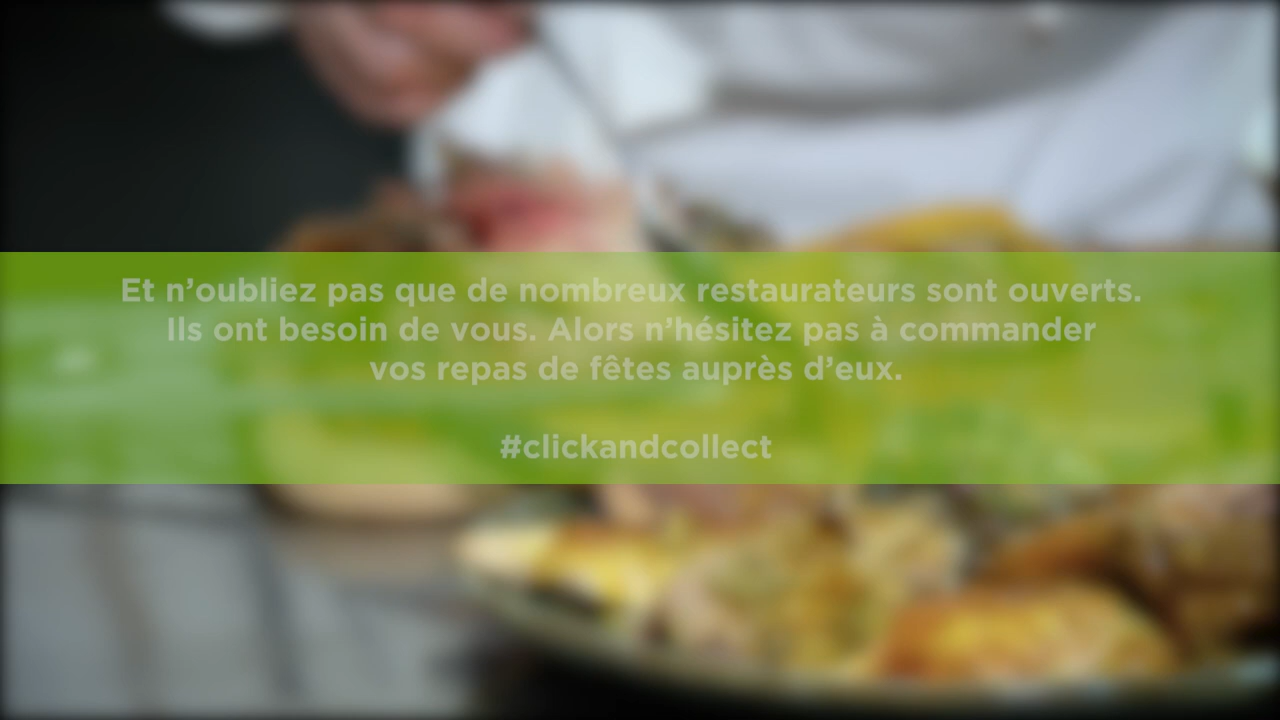 Et n’oubliez pas que de nombreux restaurateurs sont ouverts.
Ils ont besoin de vous. Alors n’hésitez pas à commander
vos repas de fêtes auprès d’eux.
#clickandcollect